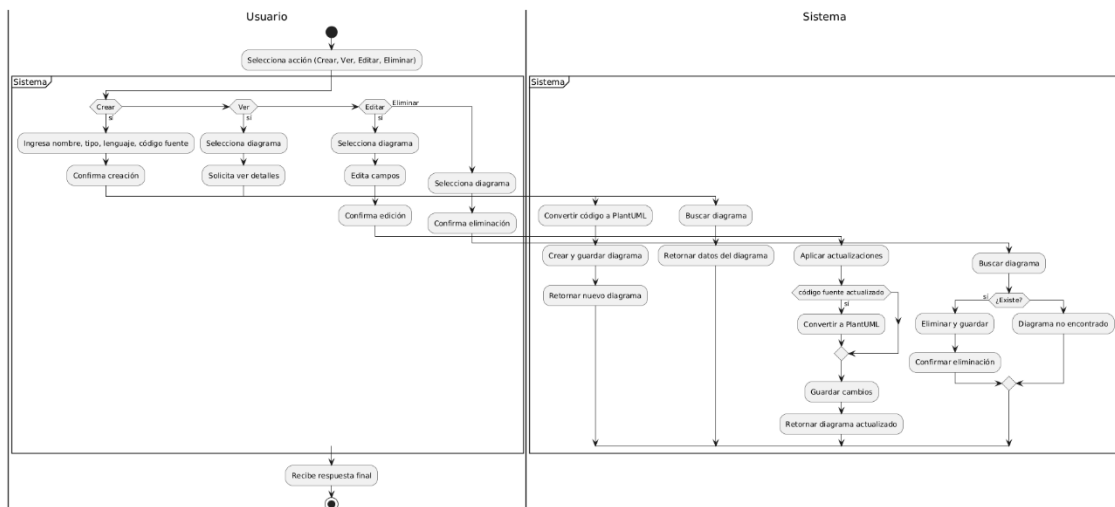 Usuario
Sistema
Selecciona acción (Crear, Ver, Editar, Eliminar)
Sistema
Sistema
Crear
Ver
Editar
Eliminar
sí
sí
sí
Ingresa nombre, tipo, lenguaje, código fuente
Selecciona diagrama
Selecciona diagrama
Confirma creación
Solicita ver detalles
Edita campos
Selecciona diagrama
Confirma edición
Confirma eliminación
Convertir código a PlantUML
Buscar diagrama
Crear y guardar diagrama
Retornar datos del diagrama
Aplicar actualizaciones
Buscar diagrama
Retornar nuevo diagrama
código fuente actualizado
sí
sí
¿Existe?
Convertir a PlantUML
Eliminar y guardar
Diagrama no encontrado
Confirmar eliminación
Guardar cambios
Retornar diagrama actualizado
Recibe respuesta final